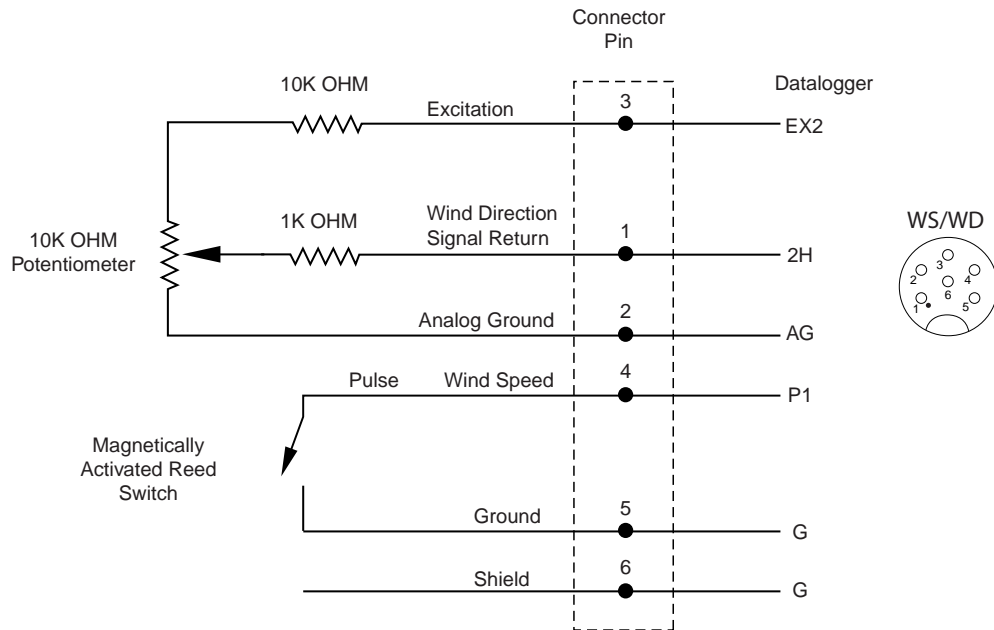 Connector
Pin
10K OHM
Excitation
3
Datalogger
EX2
10K OHM
Potentiometer
1K OHM
Wind Direction
Signal Return
1
2H
WS/WD
3
2
4
6
1
5
Analog Ground
2
AG
Pulse
Wind Speed
4
P1
Magnetically
Activated Reed
Switch
Ground
5
G
Shield
6
G